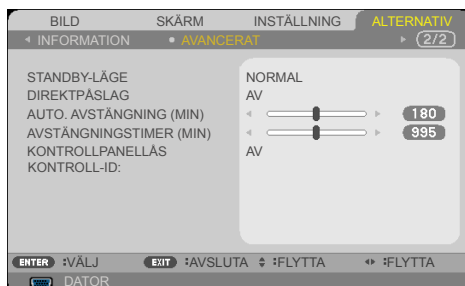 BILD SKÄRM INSTÄLLNING ALTERNATIV
INFORMATION • AVANCERAT (2/2)
STANDBY-LÄGE NORMAL
DIREKTPÅSLAG AV
AUTO. AVSTÄNGNING (MIN) 180
AVSTÄNGNINGSTIMER (MIN) 995
KONTROLLPANELLÅS AV
KONTROLL-ID:
ENTER :VÄLJ EXIT :AVSLUTA :FLYTTA :FLYTTA
DATOR